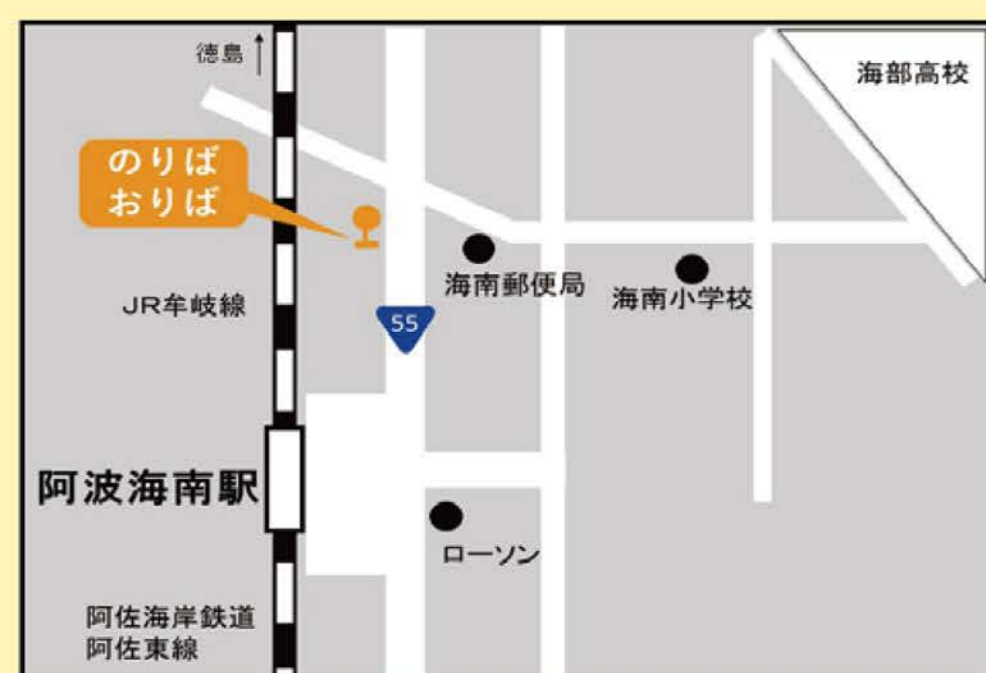 徳島
海部高校
のりば
おりば
海南郵便局
海南小学校
JR牟岐線
55
阿波海南駅
ローソン
阿佐海岸鉄道
阿佐東線